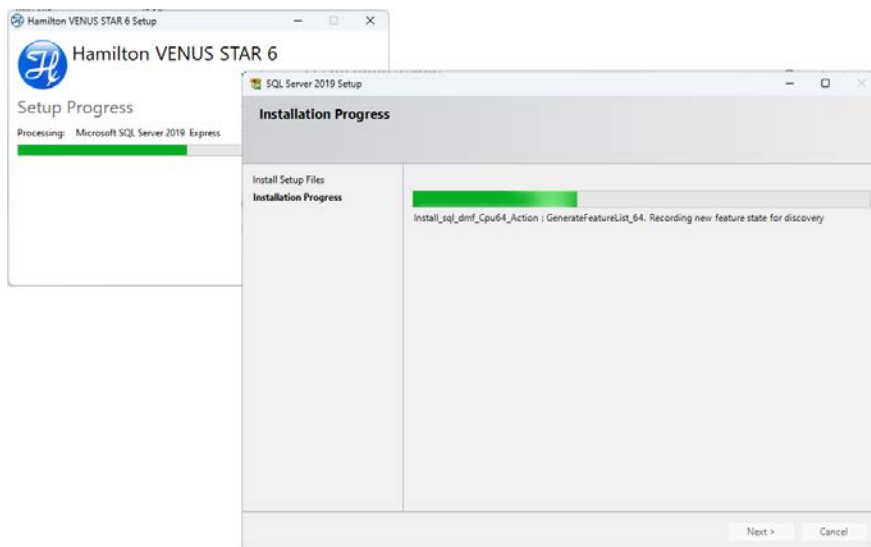 Hamilton VENUS STAR 6 Setup
Hamilton VENUS STAR 6
Setup Progress
Processing: Microsoft SQL Server 2019 Express
SQL Server 2019 Setup
Installation Progress
Install Setup Files
Installation Progress
Install_sql_dmf_Cpu64_Action : GenerateFeatureList_64. Recording new feature state for discovery
Next >
Cancel